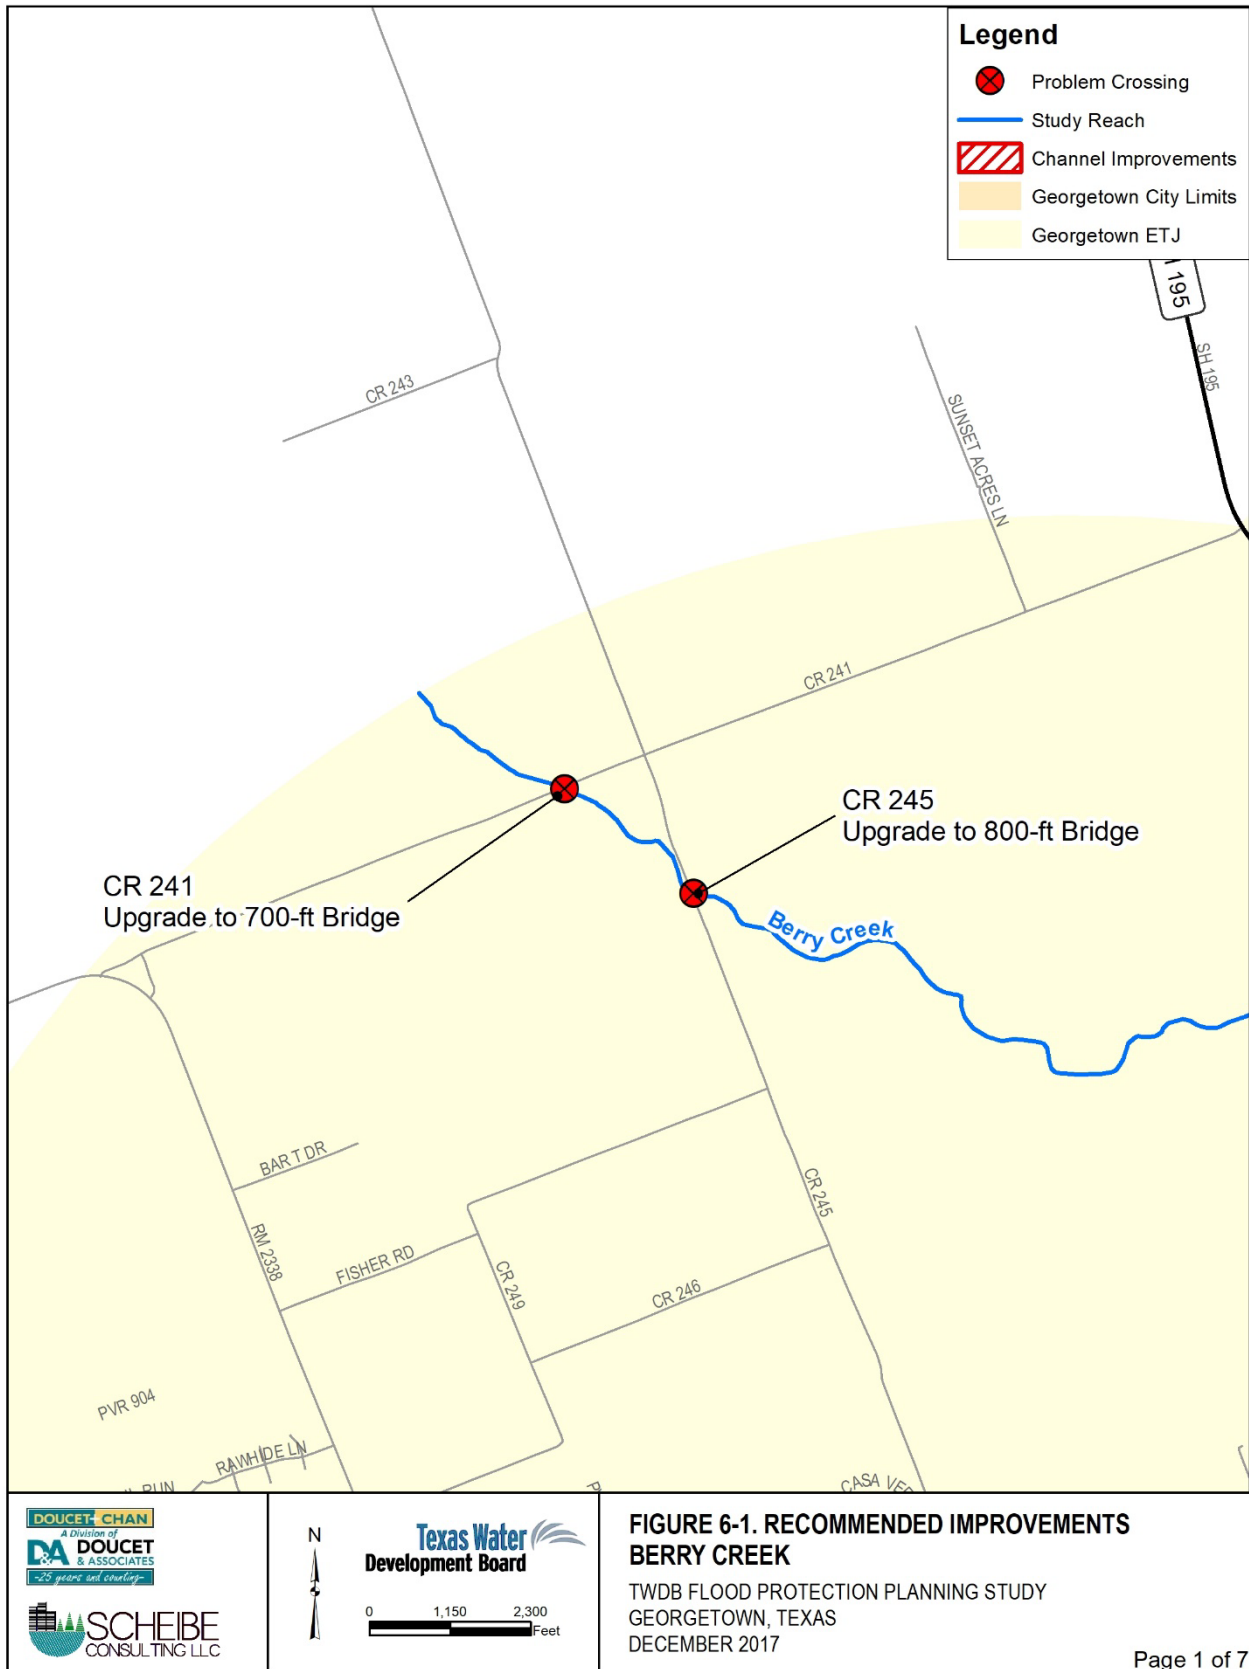 Legend
Problem Crossing
Study Reach
Channel Improvements
Georgetown City Limits
Georgetown ETJ
195
SH 195
CR 243
SUNSET ACRES LN
CR 241
CR 245
Upgrade to 800-ft Bridge
CR 241
Upgrade to 700-ft Bridge
Berry Creek
BAR T DR
CR 245
RM 2338
FISHER RD
CR 249
CR 246
PVR 904
RAWHIDE LN
RUN
CASA
DOUCET+CHAN
A Division of
D&A DOUCET
& ASSOCIATES
-25 years and counting-
SCHEIBE
CONSULTING LLC
N
Texas Water
Development Board
0 1,150 2,300
Feet
FIGURE 6-1. RECOMMENDED IMPROVEMENTS
BERRY CREEK
TWDB FLOOD PROTECTION PLANNING STUDY
GEORGETOWN, TEXAS
DECEMBER 2017
Page 1 of 7